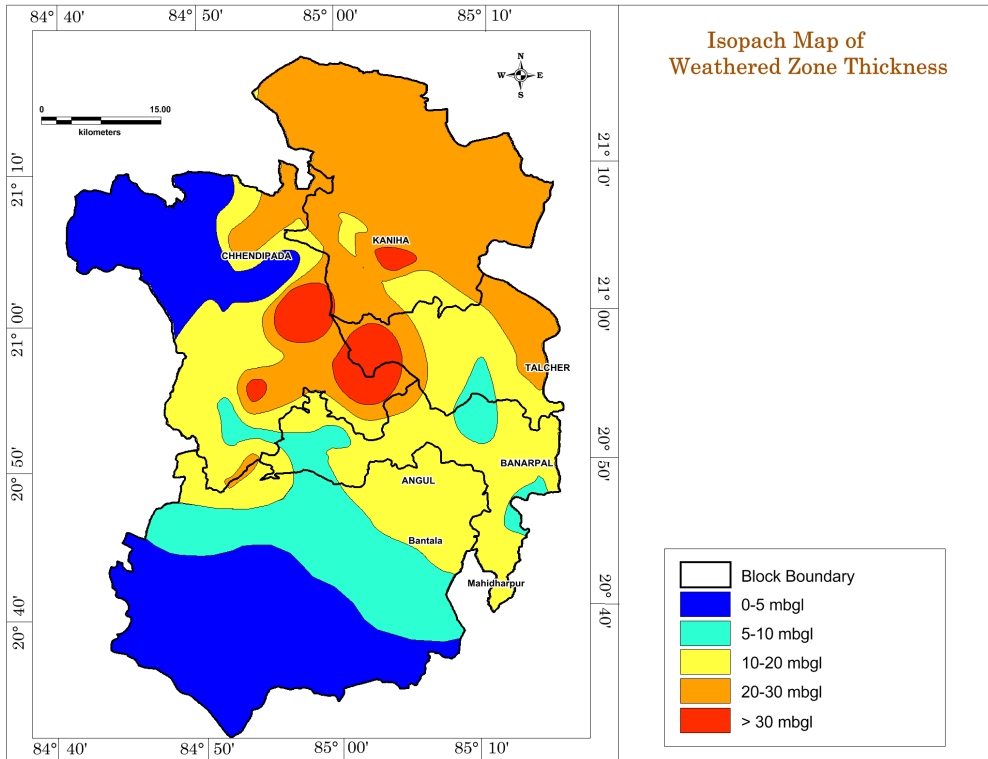 84° 40'
84° 50'
85° 00'
85° 10'
Isopach Map of
Weathered Zone Thickness
N
W E
S
0 15.00
kilometers
21° 10'
21° 10'
KANIHA
CHHENDIPADA
21° 00'
21° 00'
TALCHER
20° 50'
20° 50'
BANARPAL
ANGUL
Bantala
Mahidharpur
20° 40'
20° 40'
Block Boundary
0-5 mbgl
5-10 mbgl
10-20 mbgl
20-30 mbgl
> 30 mbgl
84° 40'
84° 50'
85° 00'
85° 10'